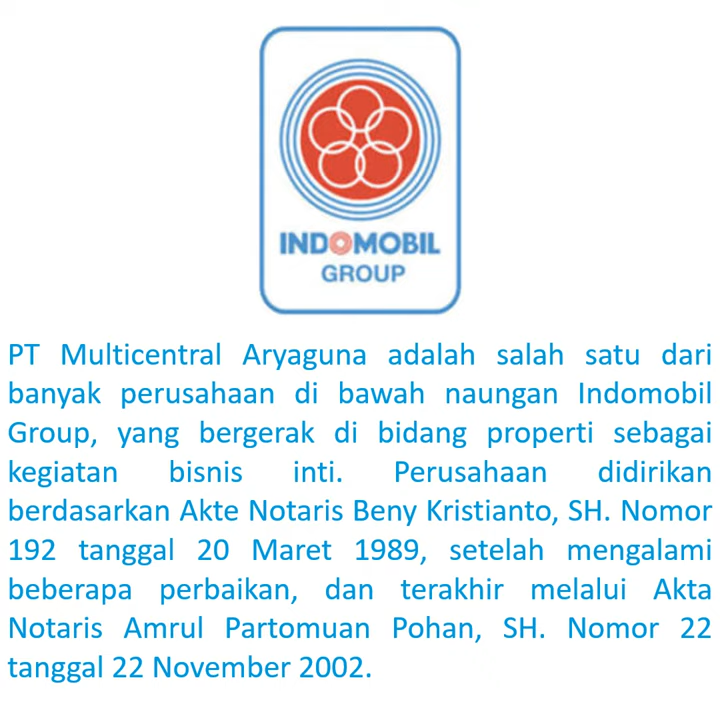 INDOMOBIL
GROUP
PT Multicentral Aryaguna adalah salah satu dari
banyak perusahaan di bawah naungan Indomobil
Group, yang bergerak di bidang properti sebagai
kegiatan bisnis inti. Perusahaan didirikan
berdasarkan Akte Notaris Beny Kristianto, SH. Nomor
192 tanggal 20 Maret 1989, setelah mengalami
beberapa perbaikan, dan terakhir melalui Akta
Notaris Amrul Partomuan Pohan, SH. Nomor 22
tanggal 22 November 2002.